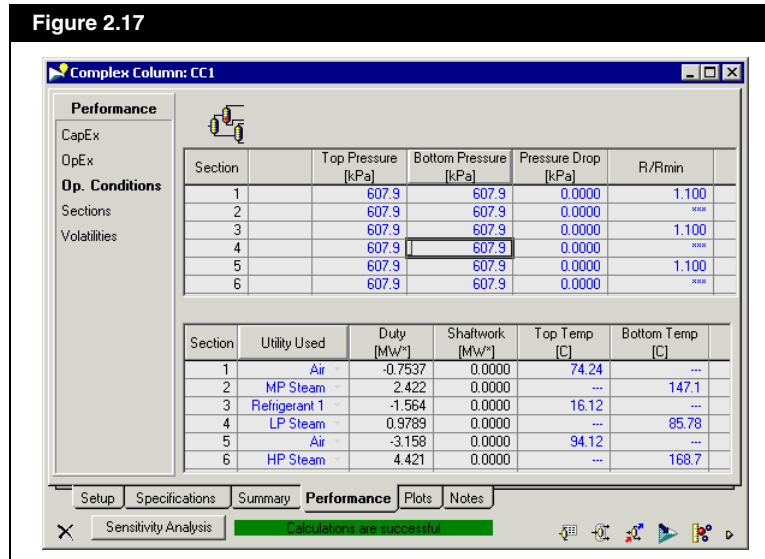 Figure 2.17
Complex Column: CC1
Performance
CapEx
OpEx
Op. Conditions
Sections
Volatilities
Section Top Pressure [kPa] Bottom Pressure [kPa] Pressure Drop [kPa] R/Rmin
1 607.9 607.9 0.0000 1.100
2 607.9 607.9 0.0000 ***
3 607.9 607.9 0.0000 1.100
4 607.9 607.9 0.0000 ***
5 607.9 607.9 0.0000 1.100
6 607.9 607.9 0.0000 ***
Section Utility Used Duty [MW*] Shaftwork [MW*] Top Temp [C] Bottom Temp [C]
1 Air -0.7537 0.0000 74.24 ---
2 MP Steam 2.422 0.0000 --- 147.1
3 Refrigerant 1 -1.564 0.0000 16.12 ---
4 LP Steam 0.9789 0.0000 --- 85.78
5 Air -3.158 0.0000 94.12 ---
6 HP Steam 4.421 0.0000 --- 168.7
Setup Specifications Summary Performance Plots Notes
Sensitivity Analysis Calculations are successful